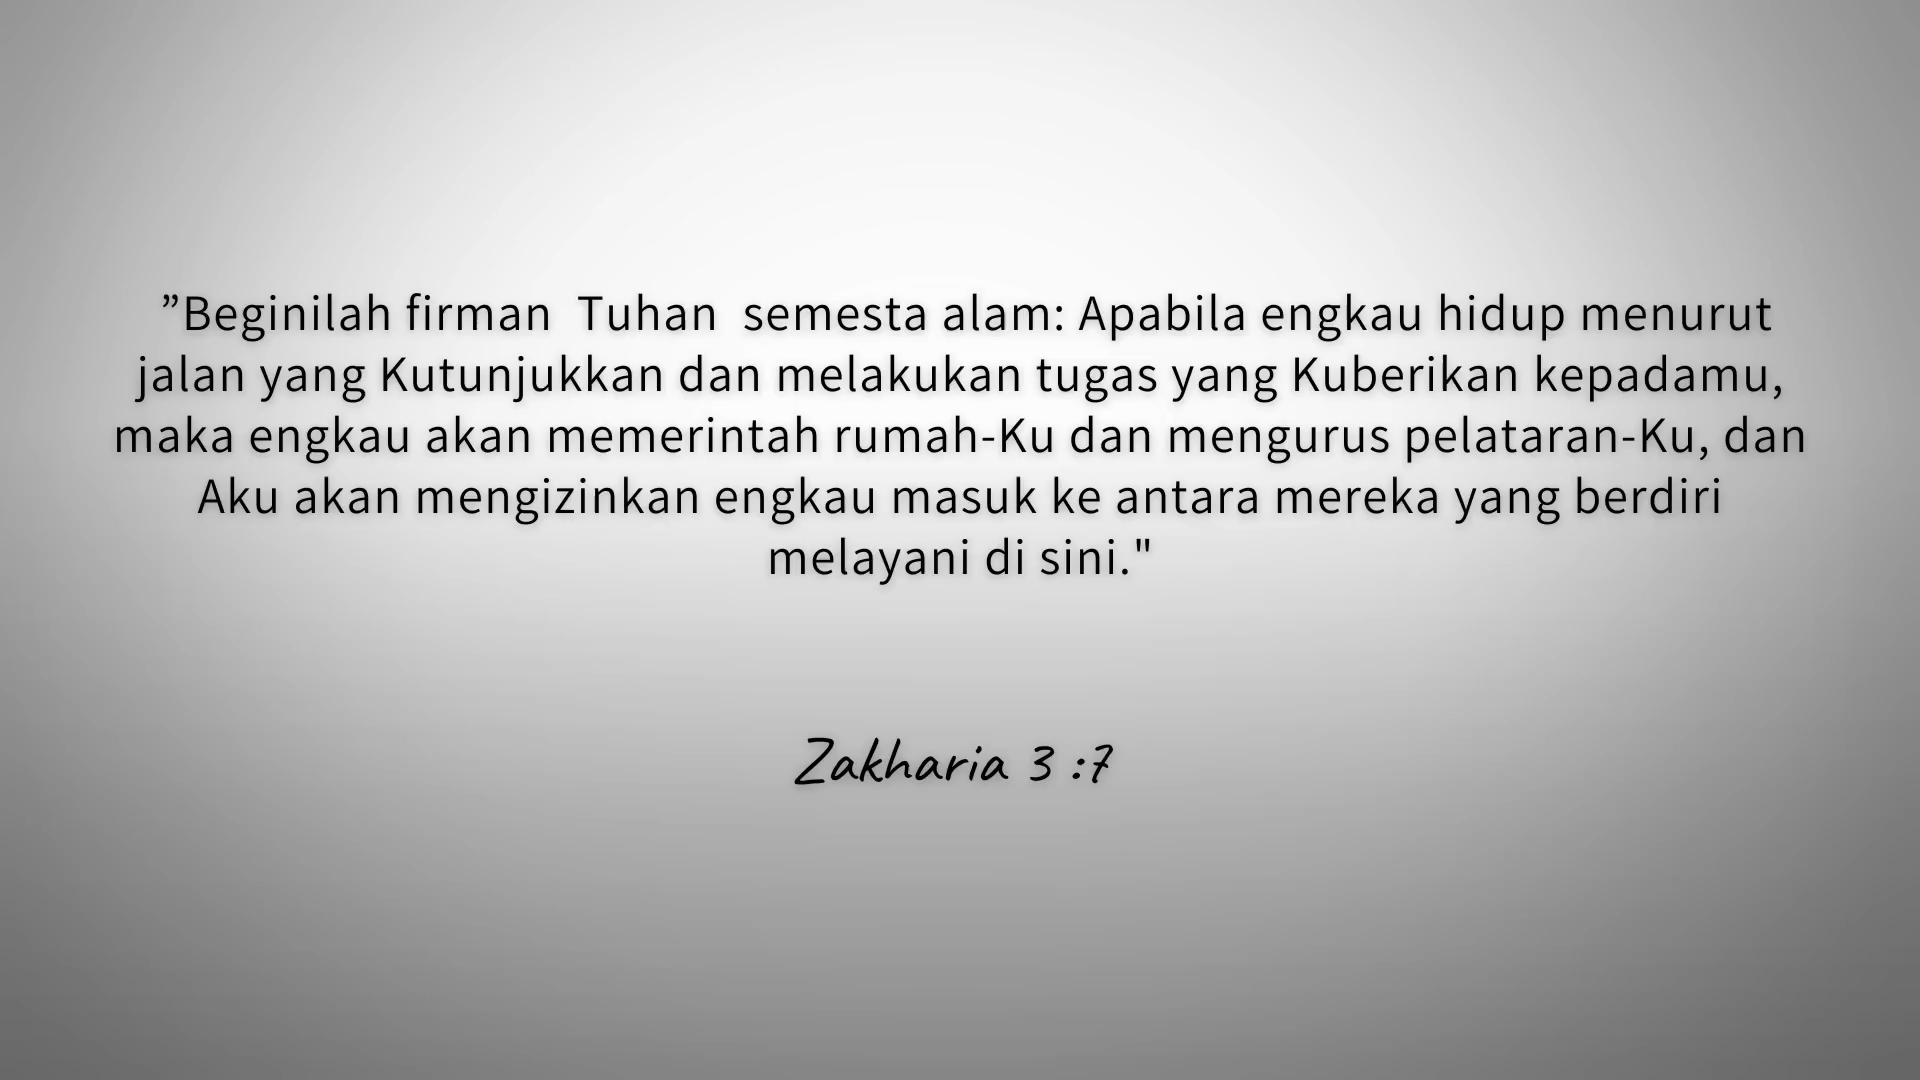 ”Beginilah firman  Tuhan  semesta alam: Apabila engkau hidup menurut
jalan yang Kutunjukkan dan melakukan tugas yang Kuberikan kepadamu,
maka engkau akan memerintah rumah-Ku dan mengurus pelataran-Ku, dan
Aku akan mengizinkan engkau masuk ke antara mereka yang berdiri
melayani di sini."
Zakharia 3 :7